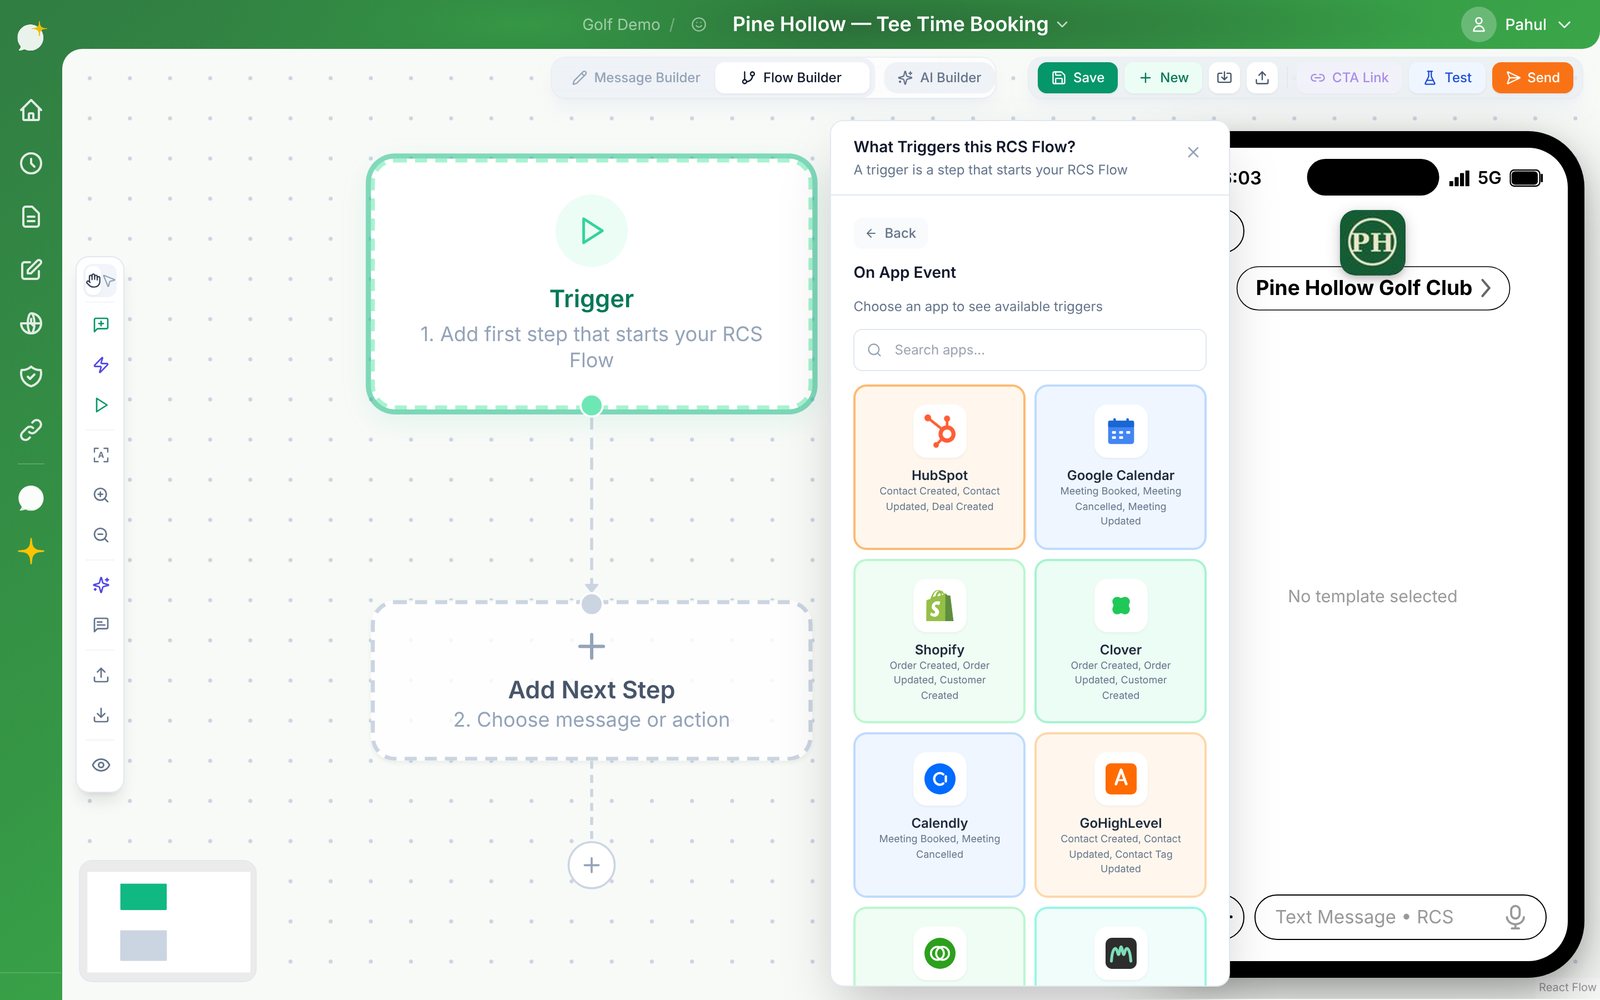 Golf Demo /
Pine Hollow — Tee Time Booking
Pahul
Message Builder
Flow Builder
AI Builder
Save
New
CTA Link
Test
Send
Trigger
1. Add first step that starts your RCS
Flow
Add Next Step
2. Choose message or action
What Triggers this RCS Flow?
A trigger is a step that starts your RCS Flow
Back
On App Event
Choose an app to see available triggers
Search apps...
HubSpot
Contact Created, Contact
Updated, Deal Created
Google Calendar
Meeting Booked, Meeting
Cancelled, Meeting
Updated
Shopify
Order Created, Order
Updated, Customer
Created
Clover
Order Created, Order
Updated, Customer
Created
Calendly
Meeting Booked, Meeting
Cancelled
A
GoHighLevel
Contact Created, Contact
Updated, Contact Tag
Updated
:03
5G
PH
Pine Hollow Golf Club
No template selected
Text Message • RCS
React Flow